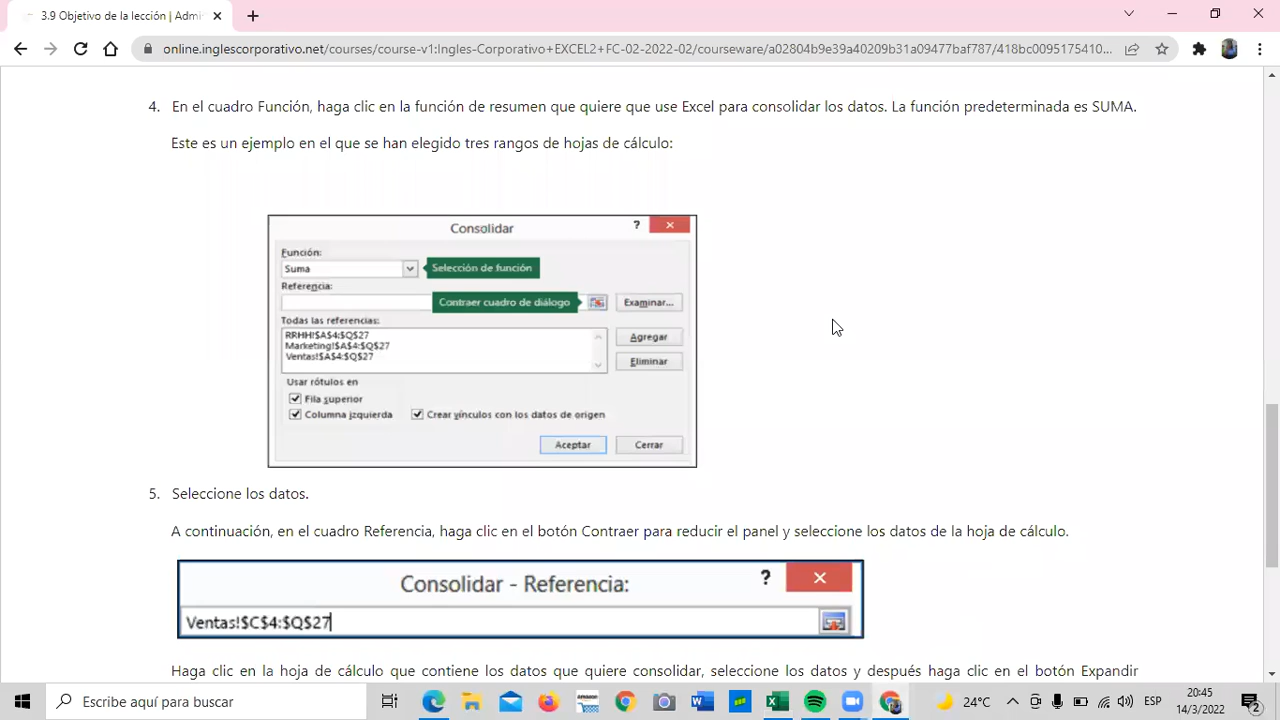 3.9 Objetivo de la lección | Admi
online.inglescorporativo.net/courses/course-v1:Ingles-Corporativo+EXCEL2+FC-02-2022-02/courseware/a02804b9e39a40209b31a09477baf787/418bc0095175410...
4. En el cuadro Función, haga clic en la función de resumen que quiere que use Excel para consolidar los datos. La función predeterminada es SUMA.
Este es un ejemplo en el que se han elegido tres rangos de hojas de cálculo:
Consolidar
?
Función:
Suma
Selección de función
Referencia:
Contraer cuadro de diálogo
Examinar...
Todas las referencias:
RRHH!$A$4:$Q$27
Marketing!$A$4:$Q$27
Ventas!$A$4:$Q$27
Agregar
Eliminar
Usar rótulos en
Fila superior
Columna izquierda
Crear vínculos con los datos de origen
Aceptar
Cerrar
5. Seleccione los datos.
A continuación, en el cuadro Referencia, haga clic en el botón Contraer para reducir el panel y seleccione los datos de la hoja de cálculo.
Consolidar - Referencia:
?
Ventas!$C$4:$Q$27
Haga clic en la hoja de cálculo que contiene los datos que quiere consolidar, seleccione los datos y después haga clic en el botón Expandir
Escribe aquí para buscar
24°C
ESP
20:45
14/3/2022
2